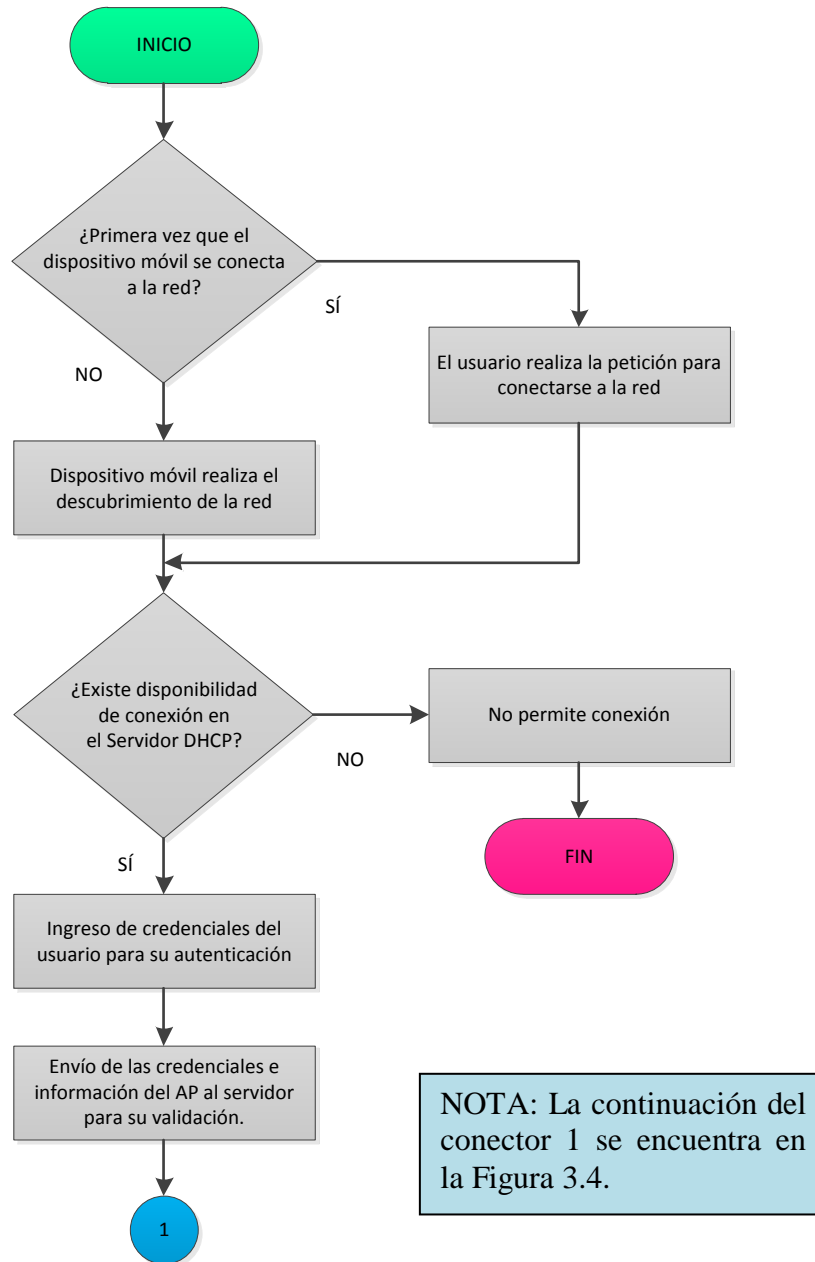 INICIO
¿Primera vez que el
dispositivo móvil se conecta
a la red?
SÍ
El usuario realiza la petición para
conectarse a la red
NO
Dispositivo móvil realiza el
descubrimiento de la red
¿Existe disponibilidad
de conexión en
el Servidor DHCP?
No permite conexión
NO
FIN
SÍ
Ingreso de credenciales del
usuario para su autenticación
Envío de las credenciales e
información del AP al servidor
para su validación.
NOTA: La continuación del
conector 1 se encuentra en
la Figura 3.4.
1